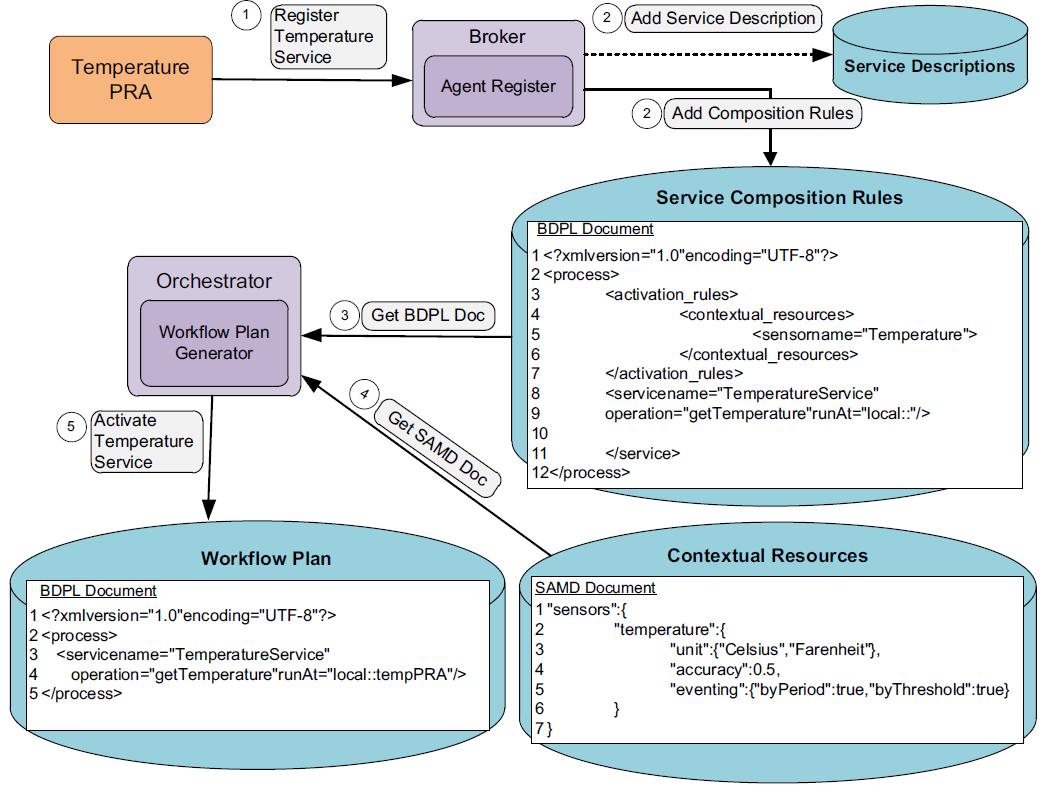 1
Register
Temperature
Service
2
Add Service Description
Temperature
PRA
Broker
Agent Register
Service Descriptions
2
Add Composition Rules
Service Composition Rules
BDPL Document
1 <?xmlversion="1.0"encoding="UTF-8"?>
2 <process>
3 <activation_rules>
4 <contextual_resources>
5 <sensorname="Temperature">
6 </contextual_resources>
7 </activation_rules>
8 <servicename="TemperatureService"
9 operation="getTemperature"runAt="local::"/>
10
11 </service>
12</process>
Orchestrator
Workflow Plan
Generator
3
Get BDPL Doc
4
Get SAMD Doc
5
Activate
Temperature
Service
Workflow Plan
BDPL Document
1 <?xmlversion="1.0"encoding="UTF-8"?>
2 <process>
3 <servicename="TemperatureService"
4 operation="getTemperature"runAt="local::tempPRA"/>
5 </process>
Contextual Resources
SAMD Document
1 "sensors":{
2 "temperature":{
3 "unit":{"Celsius","Farenheit"},
4 "accuracy":0.5,
5 "eventing":{"byPeriod":true,"byThreshold":true}
6 }
7 }